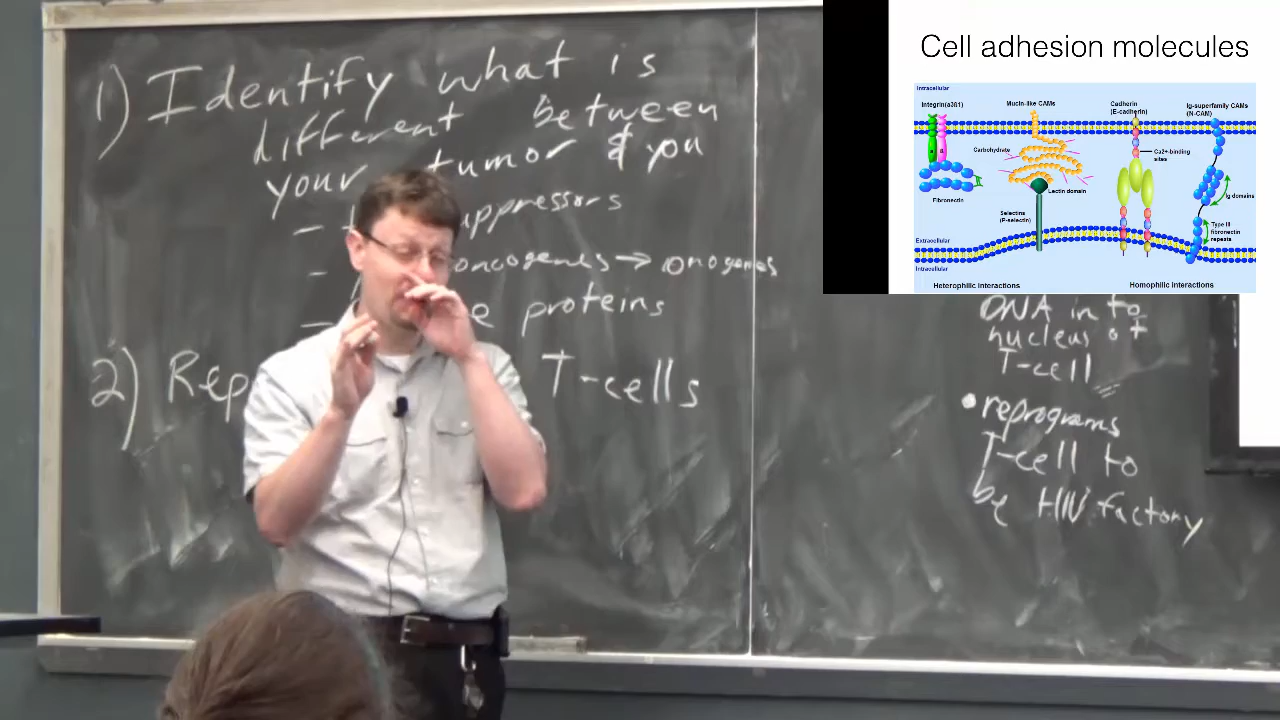 1) Identify what is
different between
your tumor & you
- ppressors
- oncogenes → onogenes
- proteins
2) Rep T-cells
Cell adhesion molecules
Intracellular
Integrin(α3β1)
Mucin-like CAMs
Cadherin
(E-cadherin)
Ig-superfamily CAMs
(N-CAM)
Carbohydrate
Ca2+-binding
sites
Lectin domain
Ig domains
Fibronectin
Selectins
(P-selectin)
Type III
fibronectin
repeats
Extracellular
Intracellular
Heterophilic interactions
Homophilic interactions
DNA in to
nucleus of
T-cell
• reprograms
T-cell to
be HIV factory